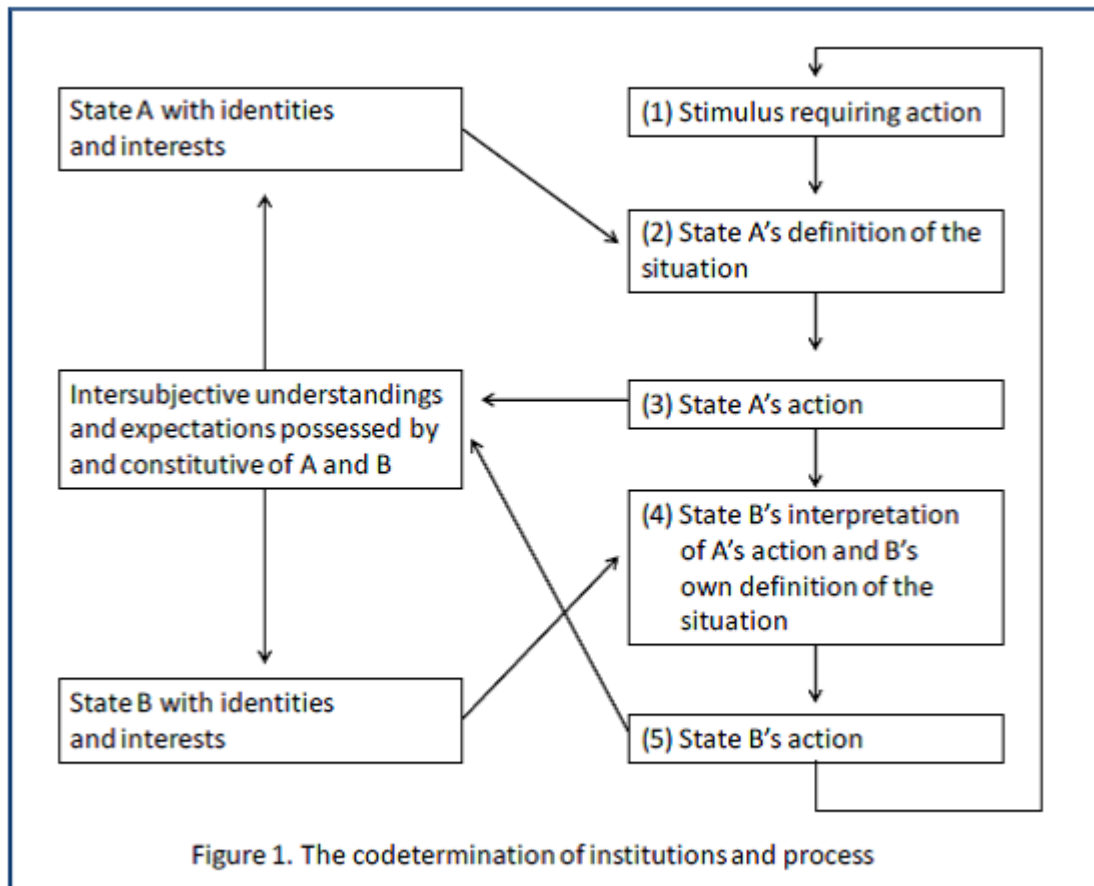 State A with identities
and interests
(1) Stimulus requiring action
(2) State A's definition of the
situation
Intersubjective understandings
and expectations possessed by
and constitutive of A and B
(3) State A's action
(4) State B's interpretation
of A's action and B's
own definition of the
situation
State B with identities
and interests
(5) State B's action
Figure 1. The codetermination of institutions and process